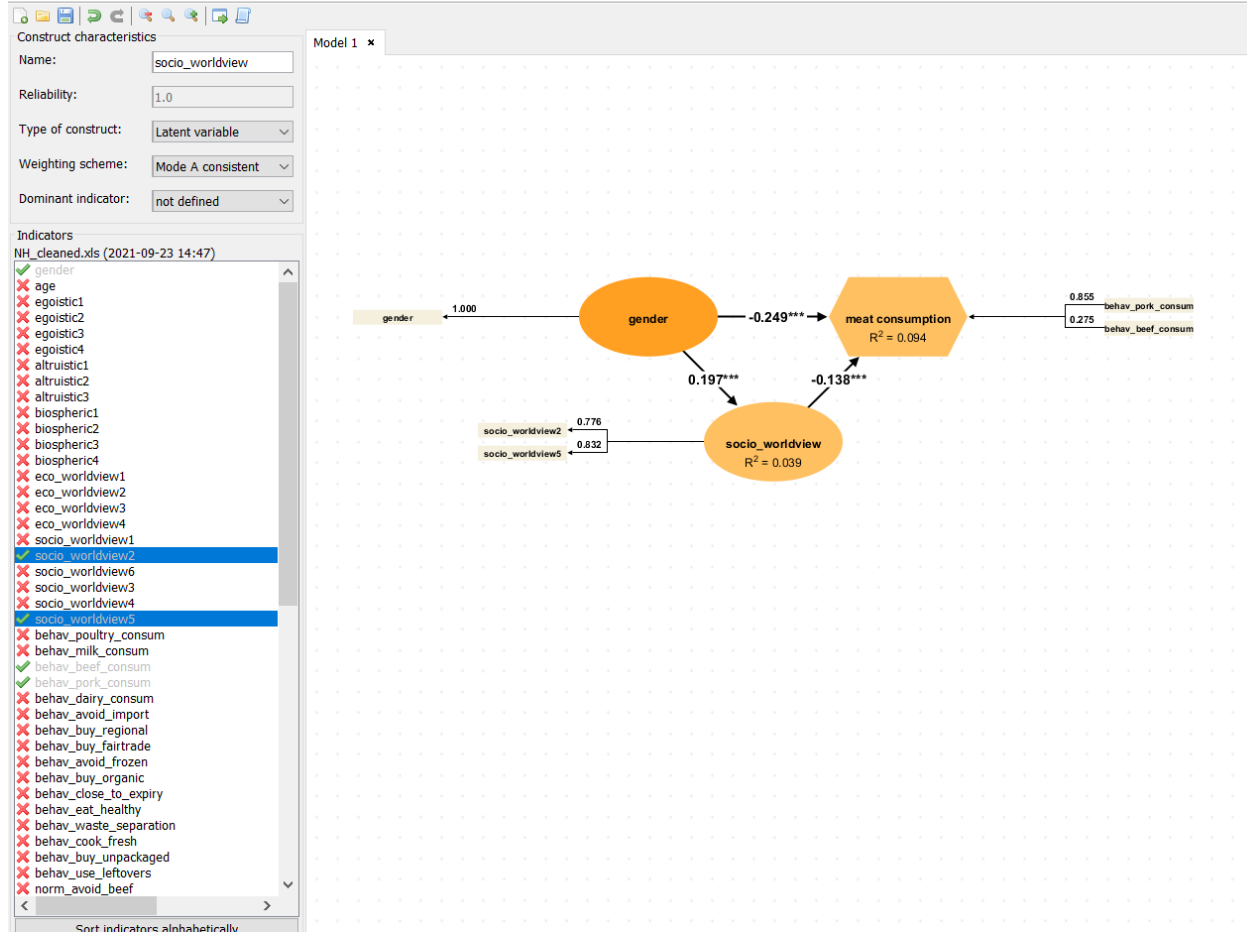 Construct characteristics
Name: socio_worldview
Reliability: 1.0
Type of construct: Latent variable
Weighting scheme: Mode A consistent
Dominant indicator: not defined
Indicators
NH_cleaned.xls (2021-09-23 14:47)
gender
age
egoistic1
egoistic2
egoistic3
egoistic4
altruistic1
altruistic2
altruistic3
biospheric1
biospheric2
biospheric3
biospheric4
eco_worldview1
eco_worldview2
eco_worldview3
eco_worldview4
socio_worldview1
socio_worldview2
socio_worldview6
socio_worldview3
socio_worldview4
socio_worldview5
behav_poultry_consum
behav_milk_consum
behav_beef_consum
behav_pork_consum
behav_dairy_consum
behav_avoid_import
behav_buy_regional
behav_buy_fairtrade
behav_avoid_frozen
behav_buy_organic
behav_close_to_expiry
behav_eat_healthy
behav_waste_separation
behav_cook_fresh
behav_buy_unpackaged
behav_use_leftovers
norm_avoid_beef
Sort indicators alphabetically
Model 1 ×
gender
1.000
gender
-0.249***
meat consumption
R² = 0.094
0.855
behav_pork_consum
0.275
behav_beef_consum
0.197***
-0.138***
socio_worldview2
0.776
socio_worldview5
0.832
socio_worldview
R² = 0.039